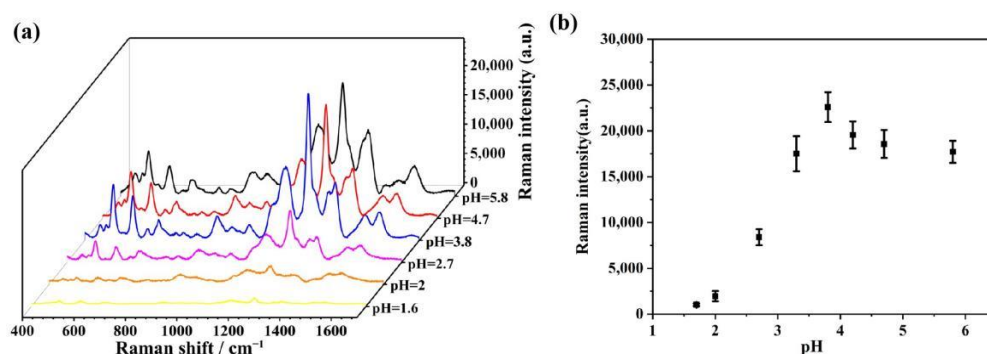 (a)
20,000
15,000
10,000
5,000
0
Raman intensity (a.u.)
pH=5.8
pH=4.7
pH=3.8
pH=2.7
pH=2
pH=1.6
400 600 800 1000 1200 1400 1600
Raman shift / cm⁻¹
(b)
30,000
25,000
20,000
15,000
10,000
5,000
0
Raman intensity(a.u.)
1 2 3 4 5 6
pH